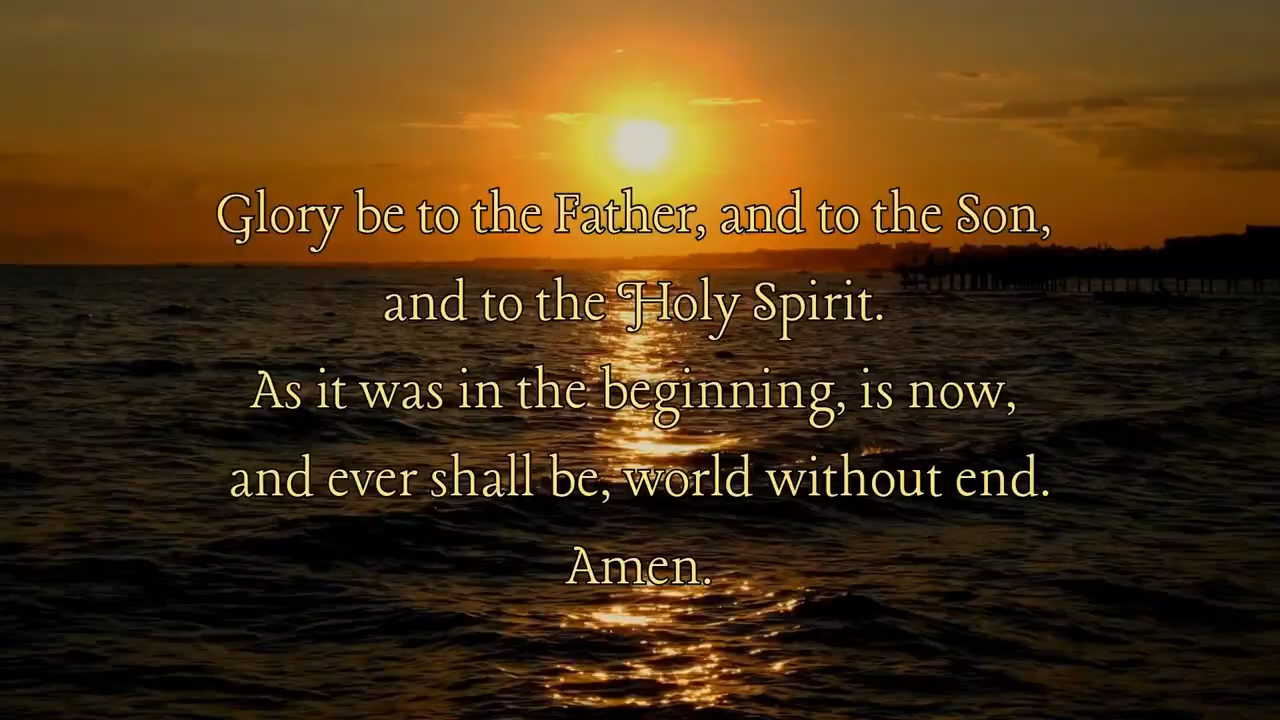 Glory be to the Father, and to the Son,
and to the Holy Spirit.
As it was in the beginning, is now,
and ever shall be, world without end.
Amen.